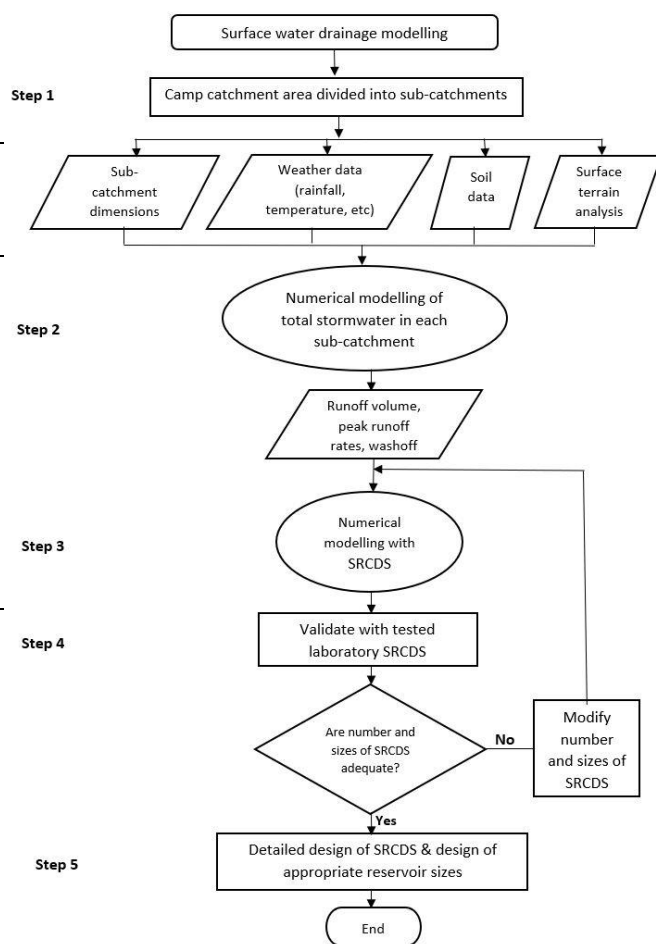 Surface water drainage modelling
Step 1
Camp catchment area divided into sub-catchments
Sub-
catchment
dimensions
Weather data
(rainfall,
temperature, etc)
Soil
data
Surface
terrain
analysis
Step 2
Numerical modelling of
total stormwater in each
sub-catchment
Runoff volume,
peak runoff
rates, washoff
Step 3
Numerical
modelling with
SRCDS
Step 4
Validate with tested
laboratory SRCDS
Are number and
sizes of SRCDS
adequate?
No
Modify
number
and sizes of
SRCDS
Yes
Step 5
Detailed design of SRCDS & design of
appropriate reservoir sizes
End